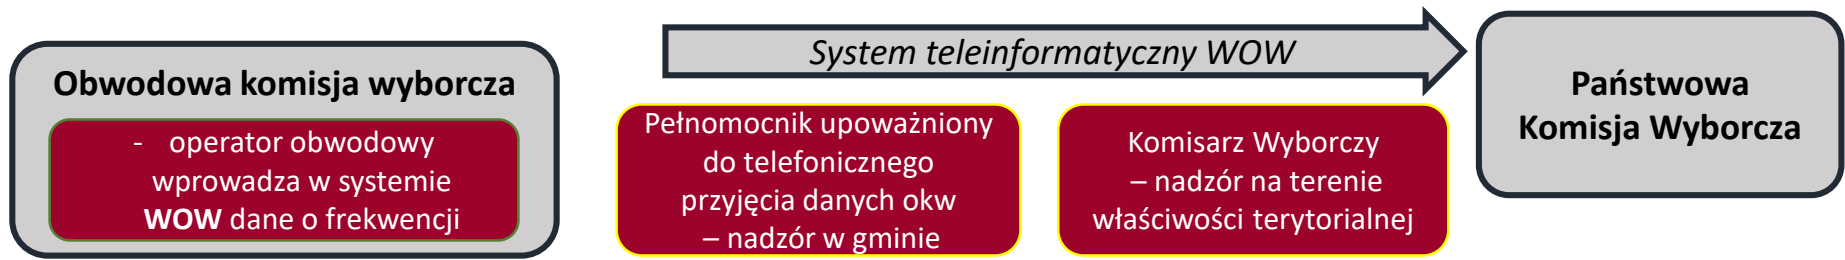 Obwodowa komisja wyborcza
- operator obwodowy
wprowadza w systemie
WOW dane o frekwencji
System teleinformatyczny WOW
Pełnomocnik upoważniony
do telefonicznego
przyjęcia danych okw
– nadzór w gminie
Komisarz Wyborczy
– nadzór na terenie
właściwości terytorialnej
Państwowa
Komisja Wyborcza